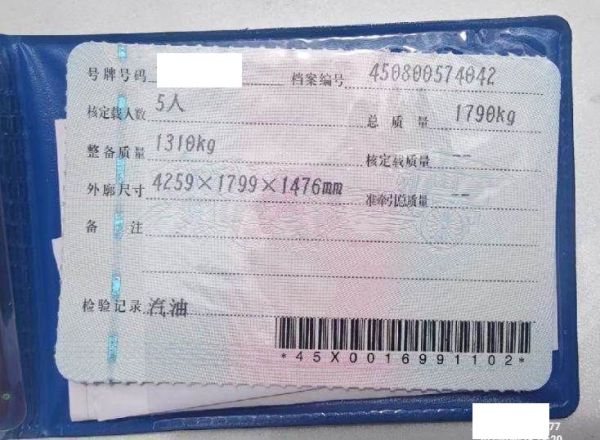 号牌号码 档案编号 450800574042
核定载人数 5人 总质量 1790kg
整备质量 1310kg 核定载质量 --
外廓尺寸 4259×1799×1476mm 准牵引总质量 --
备注
检验记录 汽油
*45X0016991102*
77
20